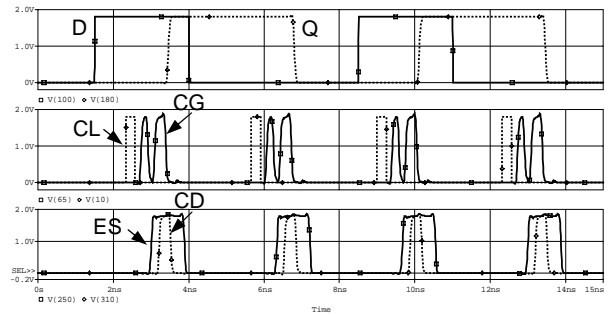 2.0V
D
Q
1.0V
0V
V(100) V(180)
2.0V
CL
CG
1.0V
0V
V(65) V(10)
2.0V
ES
CD
1.0V
SEL>>
-0.2V
0s 2ns 4ns 6ns 8ns 10ns 12ns 14ns 15ns
V(250) V(310)
Time